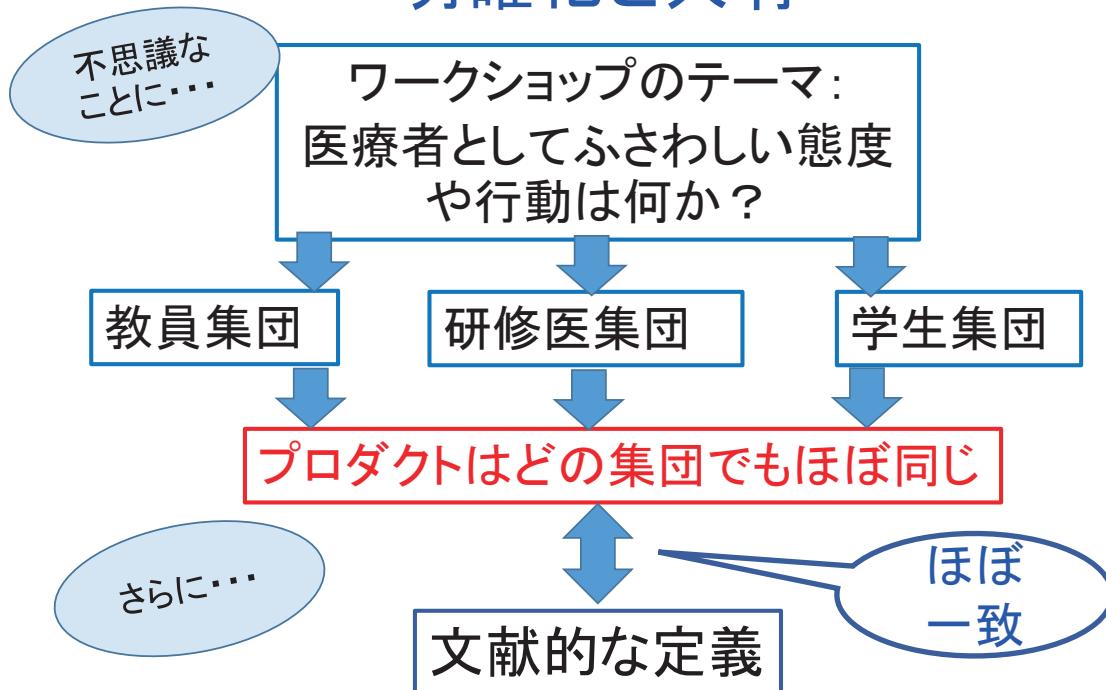 不思議な
ことに・・・
ワークショップのテーマ：
医療者としてふさわしい態度
や行動は何か？
教員集団
研修医集団
学生集団
プロダクトはどの集団でもほぼ同じ
さらに・・・
ほぼ
一致
文献的な定義